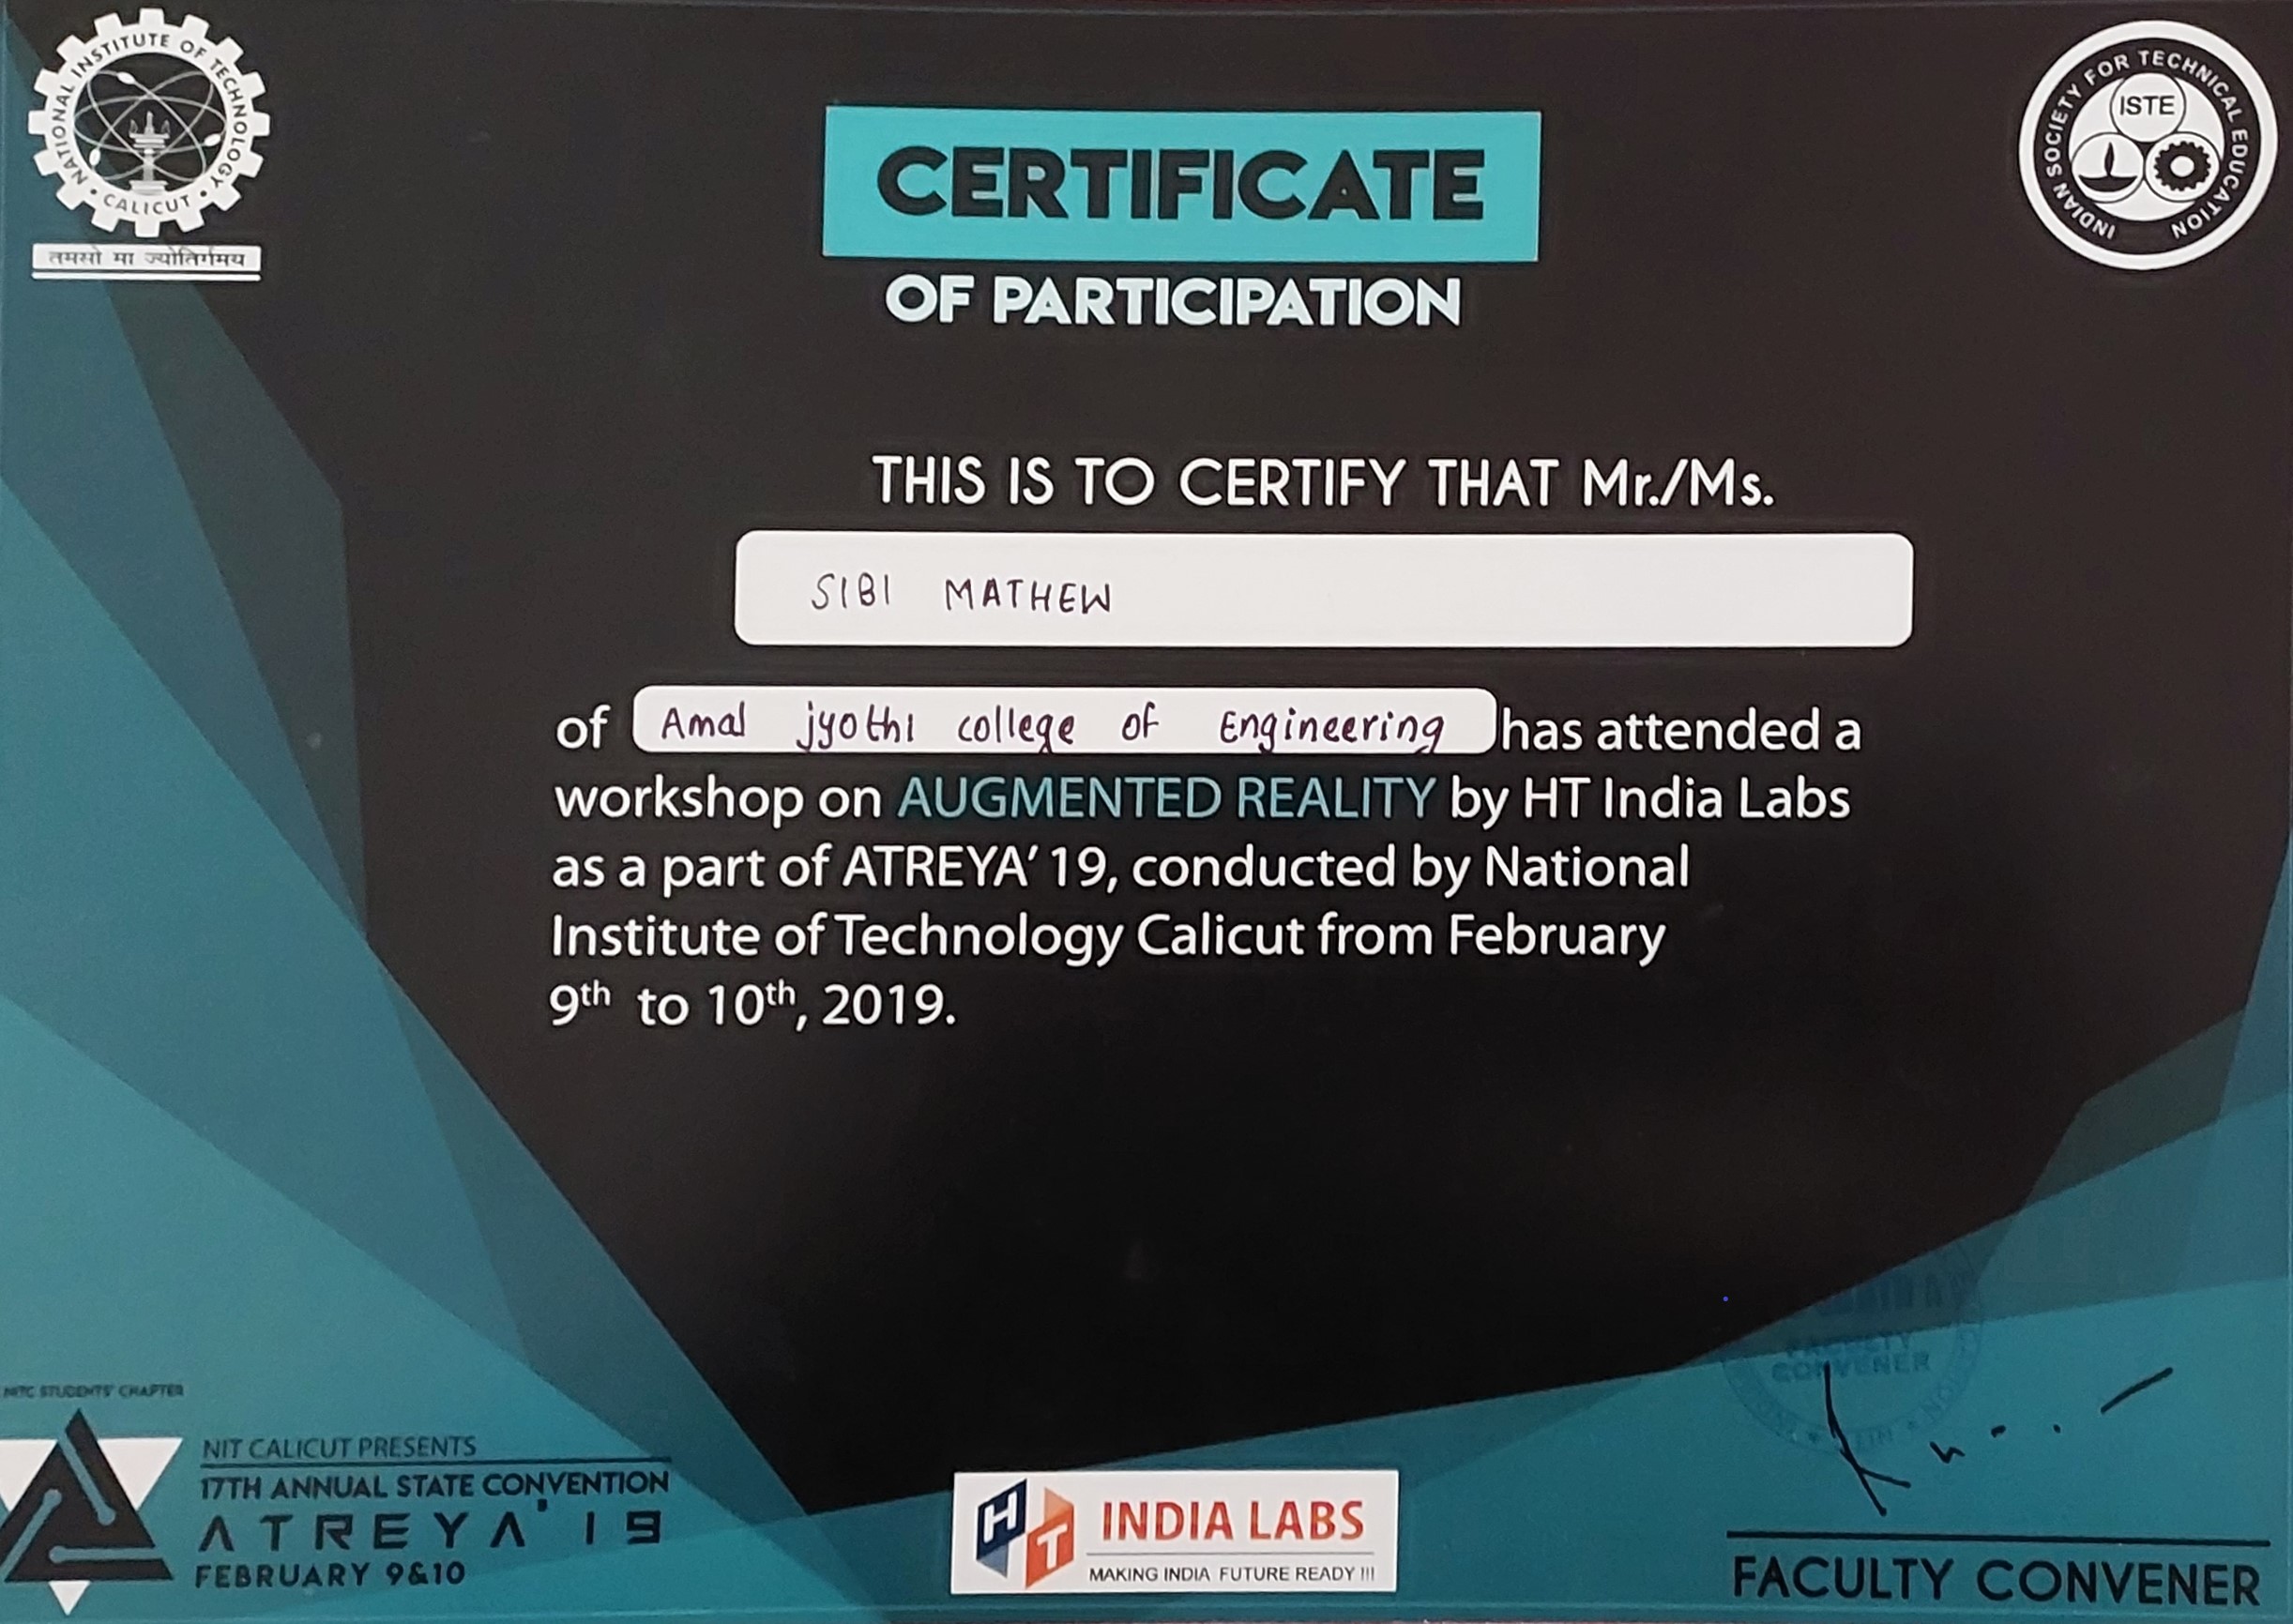 NATIONAL INSTITUTE OF TECHNOLOGY
• CALICUT •
तमसो मा ज्योतिर्गमय
INDIAN SOCIETY FOR TECHNICAL EDUCATION
ISTE
CERTIFICATE
OF PARTICIPATION
THIS IS TO CERTIFY THAT Mr./Ms.
SIBI MATHEW
of Amal jyothi college of Engineering has attended a
workshop on AUGMENTED REALITY by HT India Labs
as a part of ATREYA' 19, conducted by National
Institute of Technology Calicut from February
9th to 10th, 2019.
FACULTY
CONVENER
NITC STUDENTS' CHAPTER
NIT CALICUT PRESENTS
17TH ANNUAL STATE CONVENTION
ATREYA'19
FEBRUARY 9&10
HT INDIA LABS
MAKING INDIA FUTURE READY !!!
FACULTY CONVENER